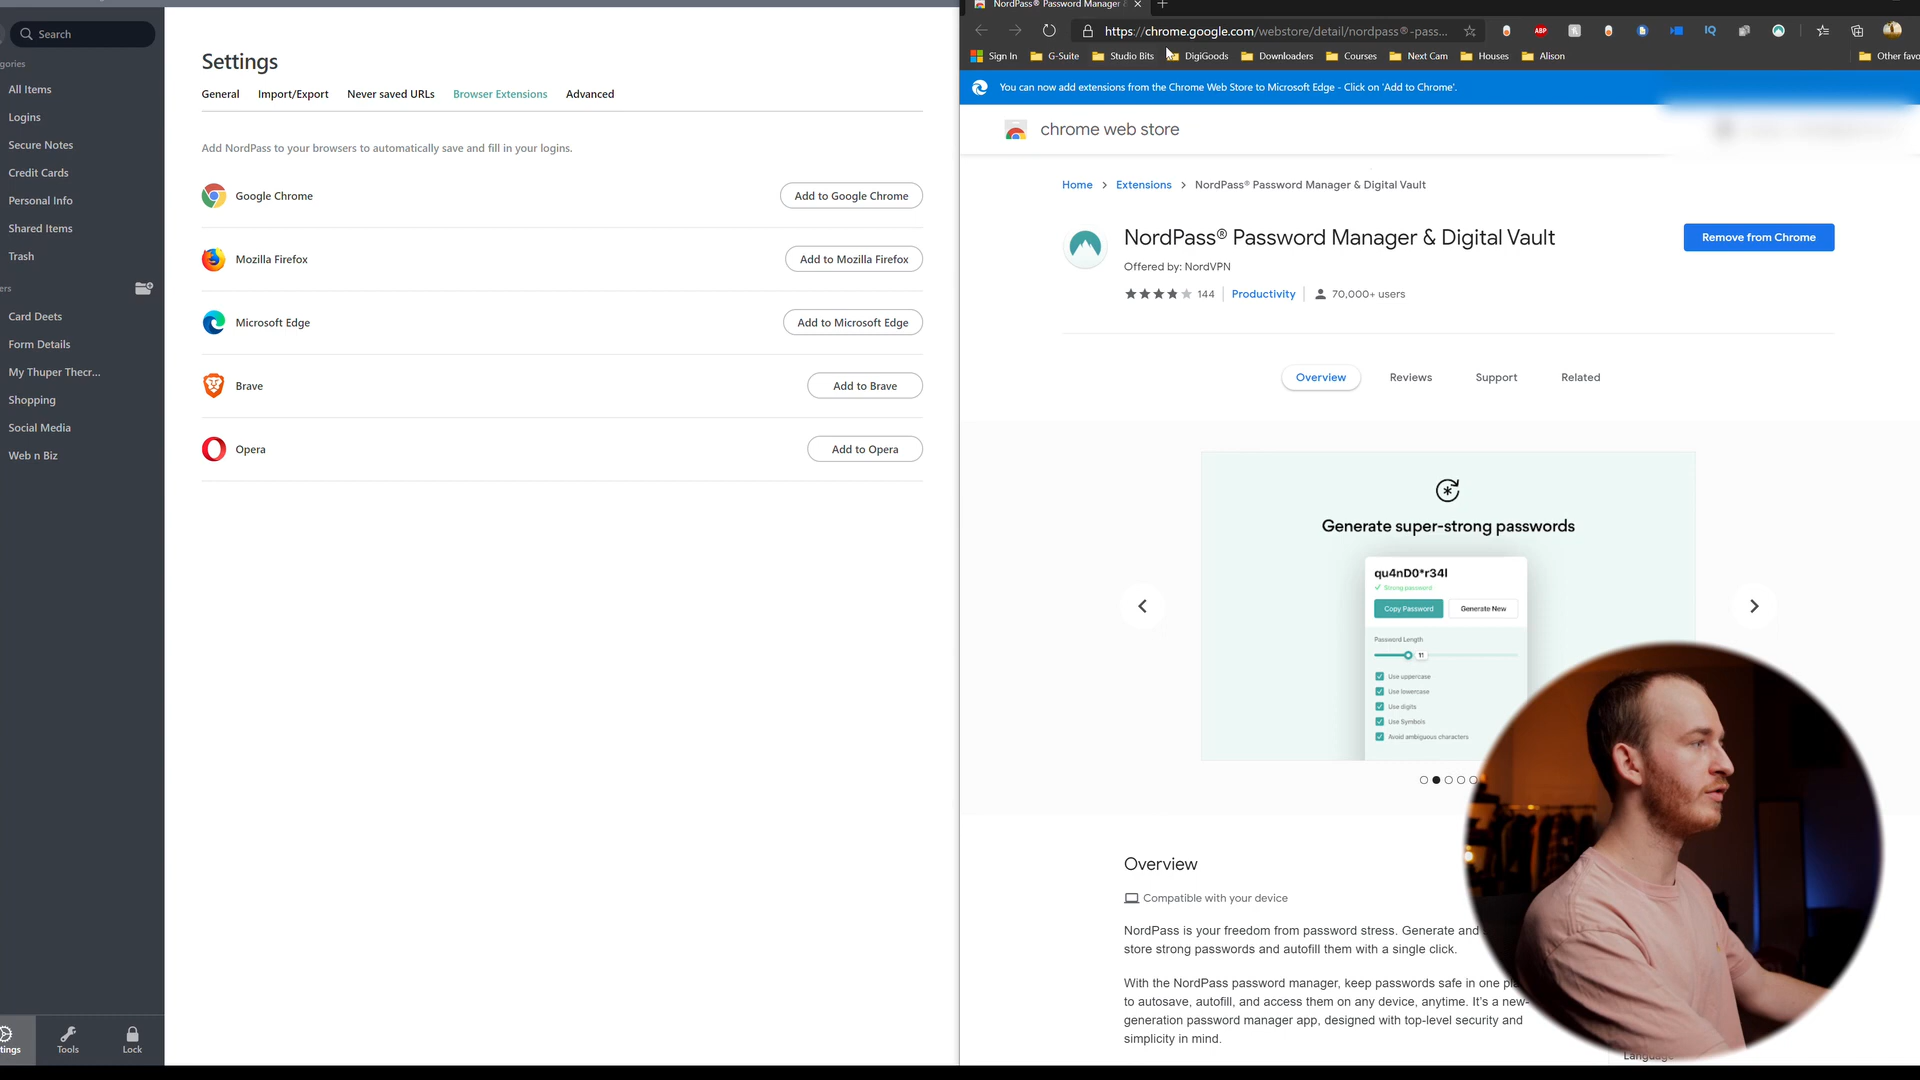 Search
gories
All Items
Logins
Secure Notes
Credit Cards
Personal Info
Shared Items
Trash
ers
Card Deets
Form Details
My Thuper Thecr...
Shopping
Social Media
Web n Biz
tings
Tools
Lock
Settings
General Import/Export Never saved URLs Browser Extensions Advanced
Add NordPass to your browsers to automatically save and fill in your logins.
Google Chrome Add to Google Chrome
Mozilla Firefox Add to Mozilla Firefox
Microsoft Edge Add to Microsoft Edge
Brave Add to Brave
Opera Add to Opera
NordPass® Password Manager &
https://chrome.google.com/webstore/detail/nordpass®-pass...
ABP
IQ
Sign In G-Suite Studio Bits DigiGoods Downloaders Courses Next Cam Houses Alison Other favo
You can now add extensions from the Chrome Web Store to Microsoft Edge - Click on 'Add to Chrome'.
chrome web store
Home > Extensions > NordPass® Password Manager & Digital Vault
NordPass® Password Manager & Digital Vault
Remove from Chrome
Offered by: NordVPN
144 Productivity 70,000+ users
Overview Reviews Support Related
Generate super-strong passwords
qu4nD0*r34l
Strong password
Copy Password Generate New
Password Length
11
Use uppercase
Use lowercase
Use digits
Use Symbols
Avoid ambiguous characters
Overview
Compatible with your device
NordPass is your freedom from password stress. Generate and
store strong passwords and autofill them with a single click.
With the NordPass password manager, keep passwords safe in one pl
to autosave, autofill, and access them on any device, anytime. It's a new-
generation password manager app, designed with top-level security and
simplicity in mind.
Language